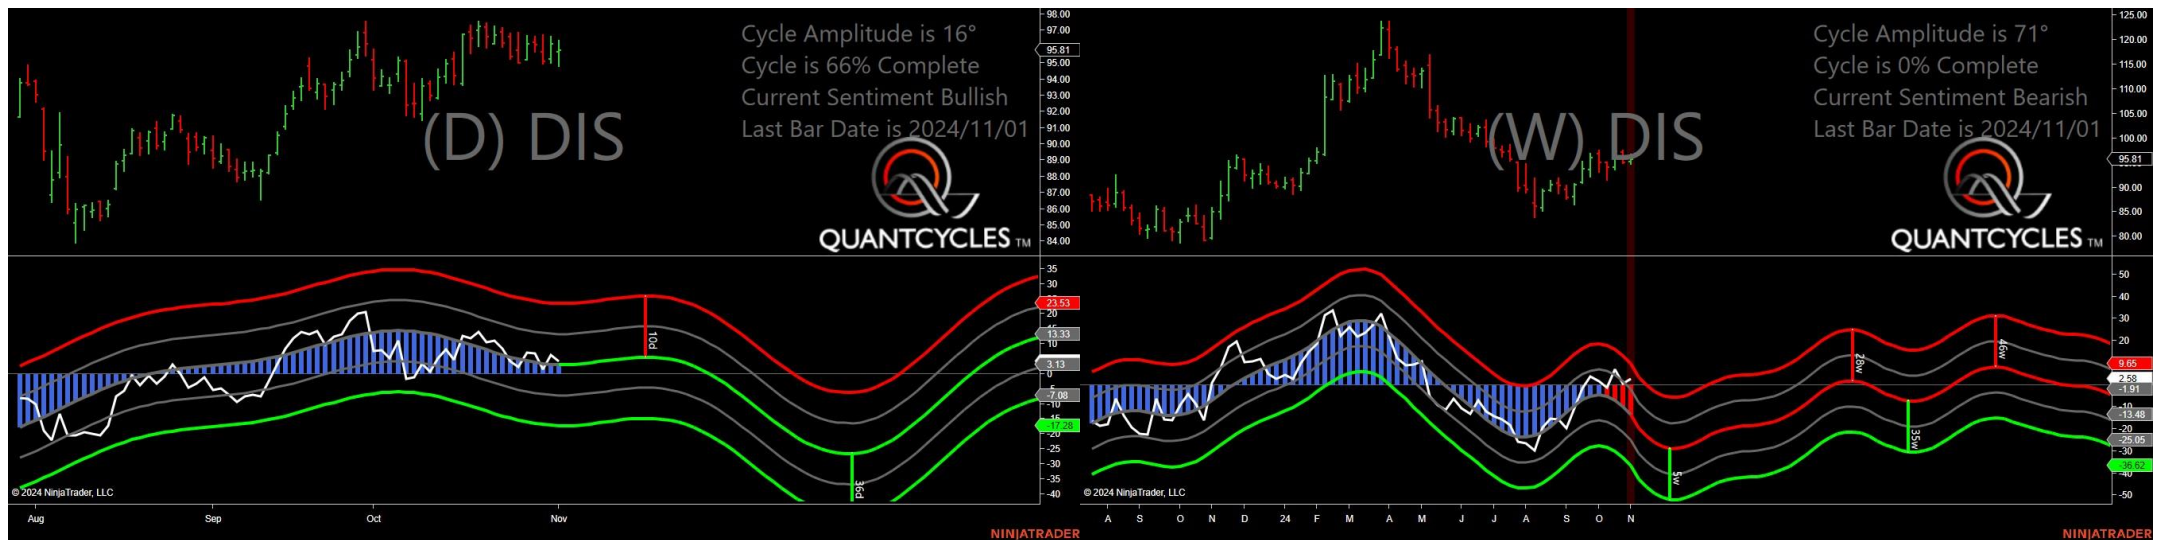 Cycle Amplitude is 16°
Cycle is 66% Complete
Current Sentiment Bullish
Last Bar Date is 2024/11/01
(D) DIS
QUANTCYCLES TM
98.00
97.00
95.81
95.00
94.00
93.00
92.00
91.00
90.00
89.00
88.00
87.00
86.00
85.00
84.00
35
30
23.53
20
13.33
10
3.13
0
-7.08
-10
-17.28
-20
-25
-30
-35
-40
10d
36d
© 2024 NinjaTrader, LLC
Aug Sep Oct Nov
NINJATRADER
Cycle Amplitude is 71°
Cycle is 0% Complete
Current Sentiment Bearish
Last Bar Date is 2024/11/01
(W) DIS
QUANTCYCLES TM
125.00
120.00
115.00
110.00
105.00
100.00
95.81
90.00
85.00
80.00
50
40
30
20
9.65
2.58
-1.91
-10
-13.48
-20
-25.05
-36.62
-40
-50
5w
28w
35w
46w
© 2024 NinjaTrader, LLC
A S O N D 24 F M A M J J A S O N
NINJATRADER